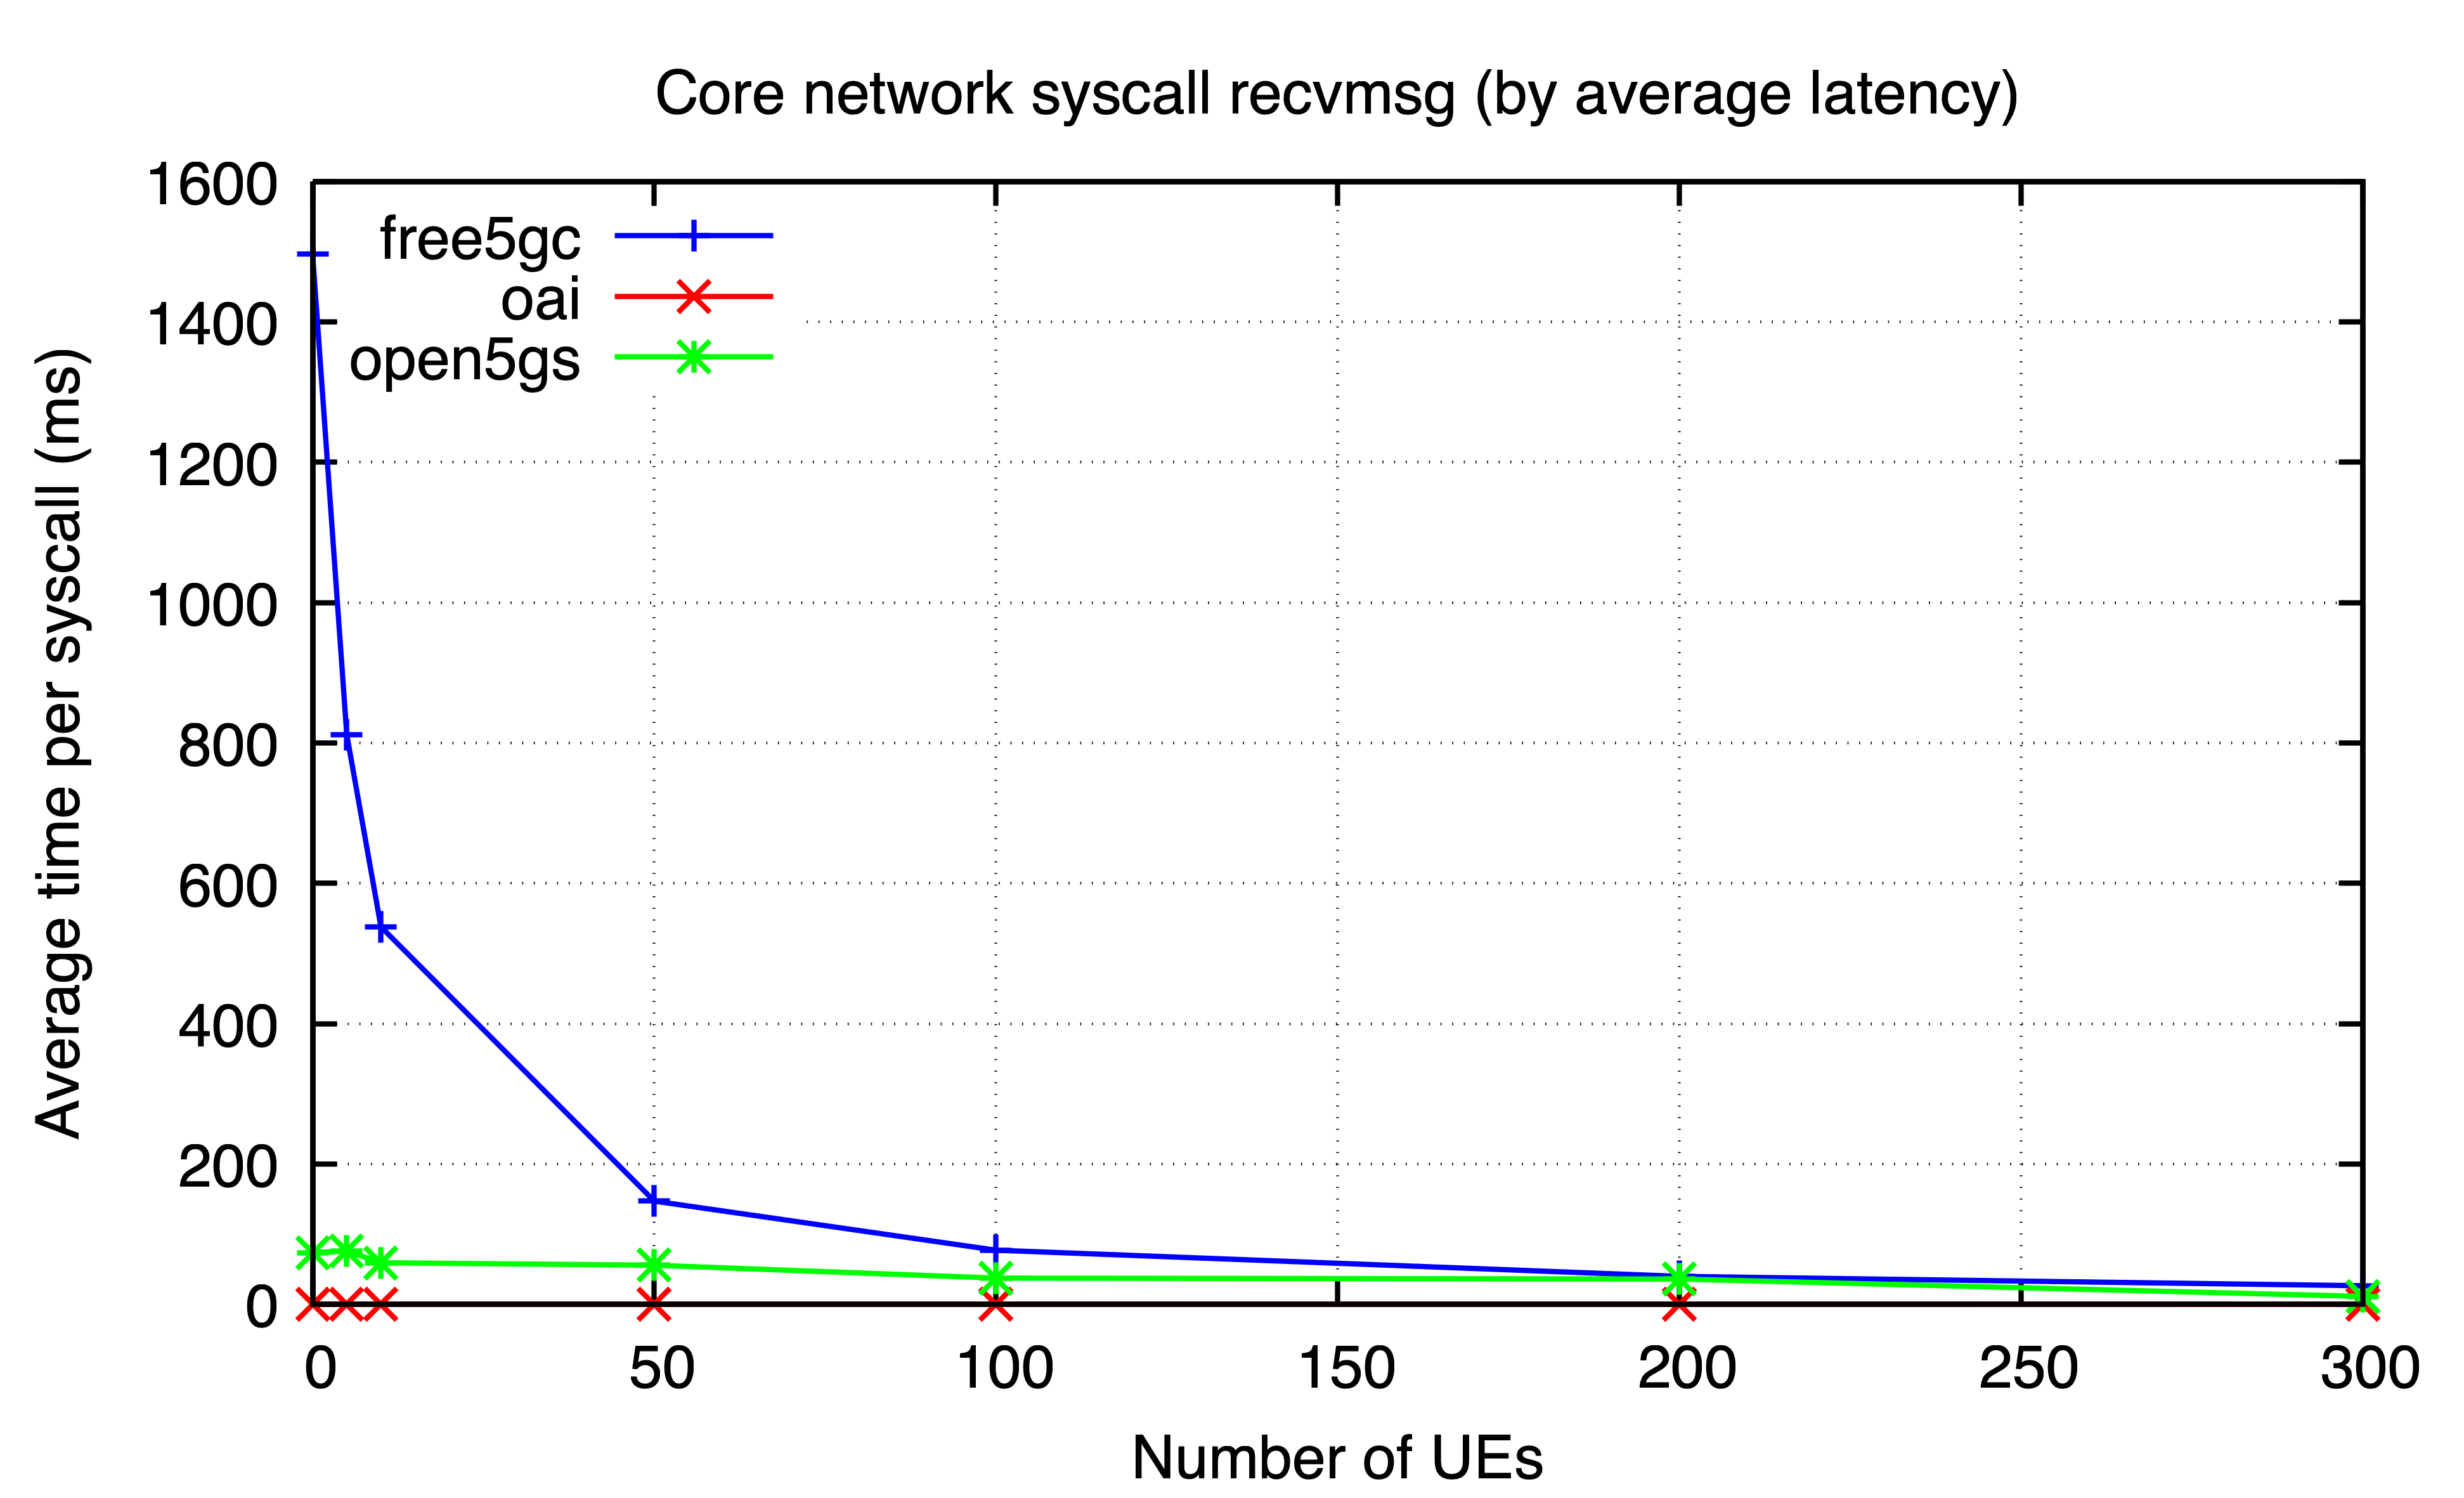 Core network syscall recvmsg (by average latency)
1600
1400
1200
1000
800
600
400
200
0
Average time per syscall (ms)
free5gc
oai
open5gs
0 50 100 150 200 250 300
Number of UEs